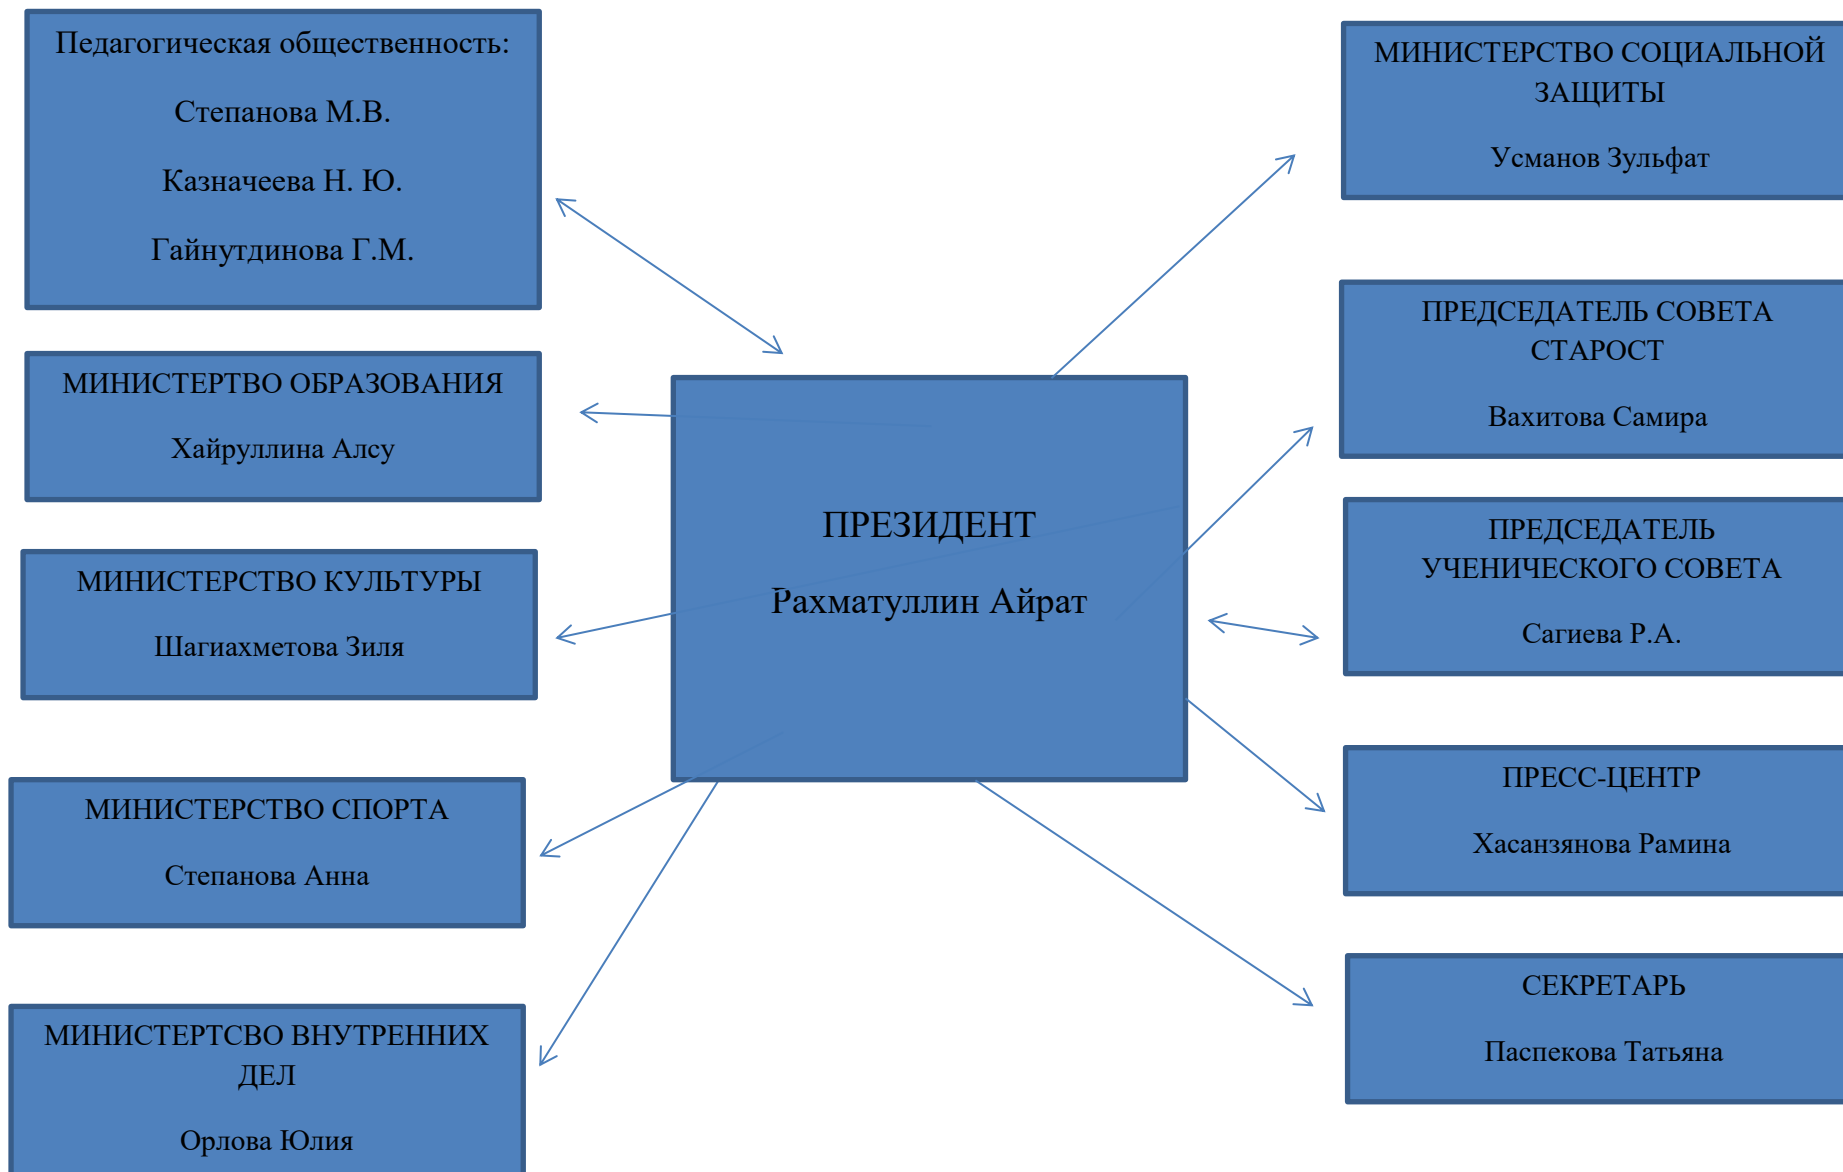 Педагогическая общественность:
Степанова М.В.
Казначеева Н. Ю.
Гайнутдинова Г.М.
МИНИСТЕРТВО ОБРАЗОВАНИЯ
Хайруллина Алсу
МИНИСТЕРСТВО КУЛЬТУРЫ
Шагиахметова Зиля
МИНИСТЕРСТВО СПОРТА
Степанова Анна
МИНИСТЕРТСВО ВНУТРЕННИХ
ДЕЛ
Орлова Юлия
ПРЕЗИДЕНТ
Рахматуллин Айрат
МИНИСТЕРСТВО СОЦИАЛЬНОЙ
ЗАЩИТЫ
Усманов Зульфат
ПРЕДСЕДАТЕЛЬ СОВЕТА
СТАРОСТ
Вахитова Самира
ПРЕДСЕДАТЕЛЬ
УЧЕНИЧЕСКОГО СОВЕТА
Сагиева Р.А.
ПРЕСС-ЦЕНТР
Хасанзянова Рамина
СЕКРЕТАРЬ
Паспекова Татьяна